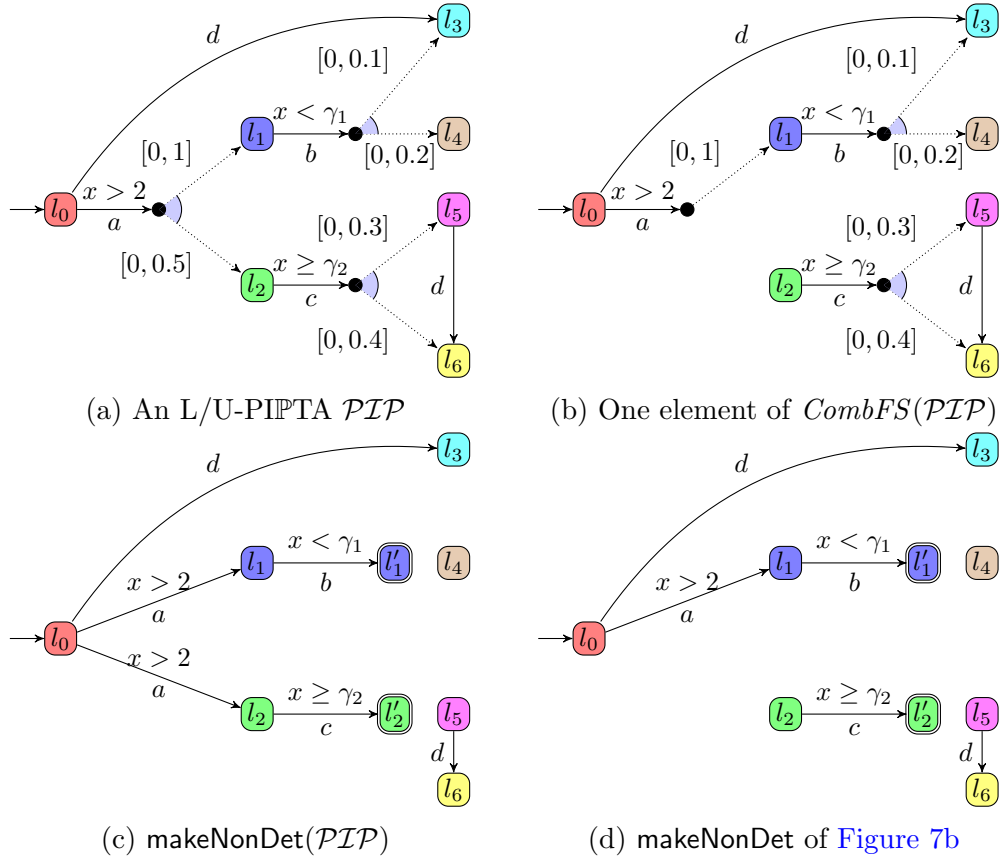 d
l₃
[0, 0.1]
x < γ₁
l₁
b
l₄
[0, 1]
[0, 0.2]
x > 2
l₀
a
l₅
[0, 0.3]
[0, 0.5]
x ≥ γ₂
l₂
c
d
[0, 0.4]
l₆
(a) An L/U-PIℙTA 𝒫ℐ𝒫
d
l₃
[0, 0.1]
x < γ₁
l₁
b
l₄
[0, 1]
[0, 0.2]
x > 2
l₀
a
l₅
[0, 0.3]
x ≥ γ₂
l₂
c
d
[0, 0.4]
l₆
(b) One element of CombFS(𝒫ℐ𝒫)
d
l₃
x < γ₁
l₁
b
l′₁
l₄
x > 2
a
l₀
x > 2
a
x ≥ γ₂
l₂
c
l′₂
l₅
d
l₆
(c) makeNonDet(𝒫ℐ𝒫)
d
l₃
x < γ₁
l₁
b
l′₁
l₄
x > 2
a
l₀
x ≥ γ₂
l₂
c
l′₂
l₅
d
l₆
(d) makeNonDet of Figure 7b